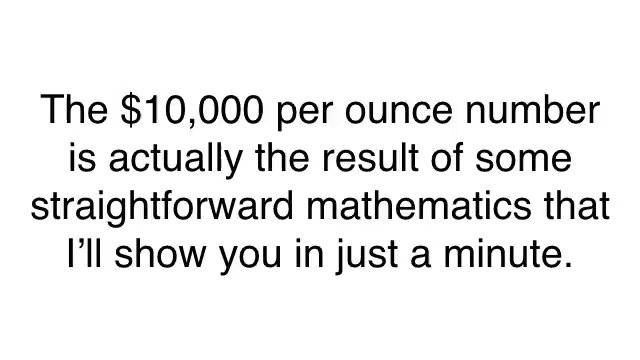 The $10,000 per ounce number
is actually the result of some
straightforward mathematics that
I’ll show you in just a minute.